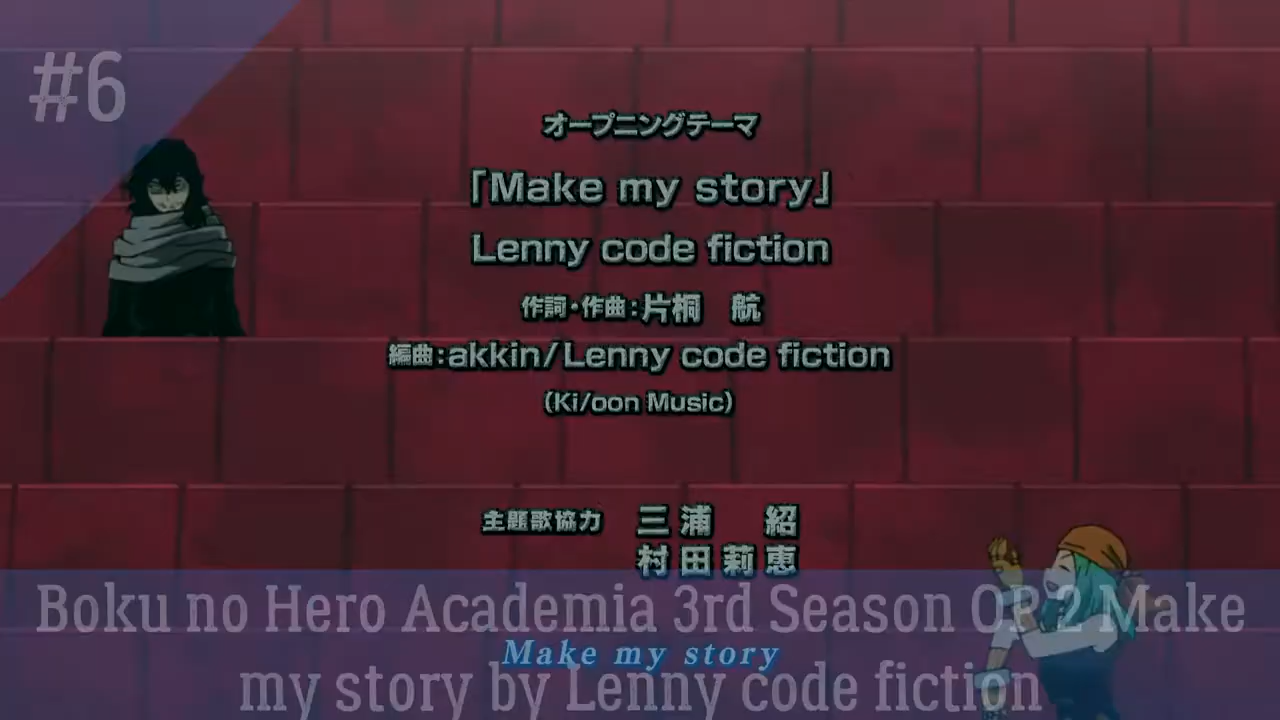 #6
オープニングテーマ
「Make my story」
Lenny code fiction
作詞・作曲：片桐　航
編曲：akkin/Lenny code fiction
（Ki/oon Music）
主題歌協力　三浦　紹
村田莉恵
Boku no Hero Academia 3rd Season OP 2 Make
Make my story
my story by Lenny code fiction